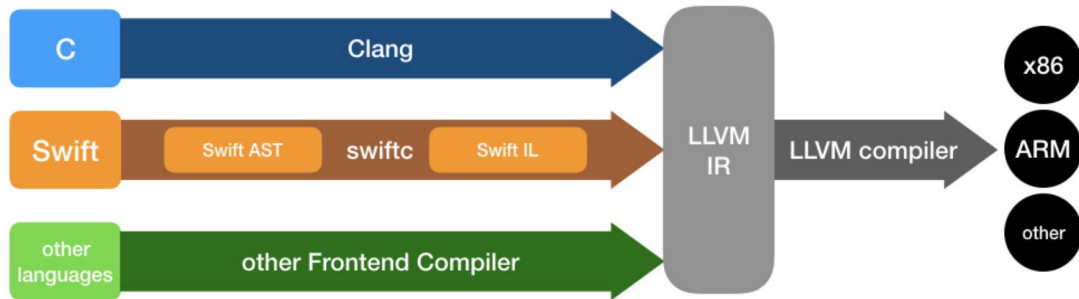 C
Clang
Swift
Swift AST
swiftc
Swift IL
other
languages
other Frontend Compiler
LLVM
IR
LLVM compiler
x86
ARM
other